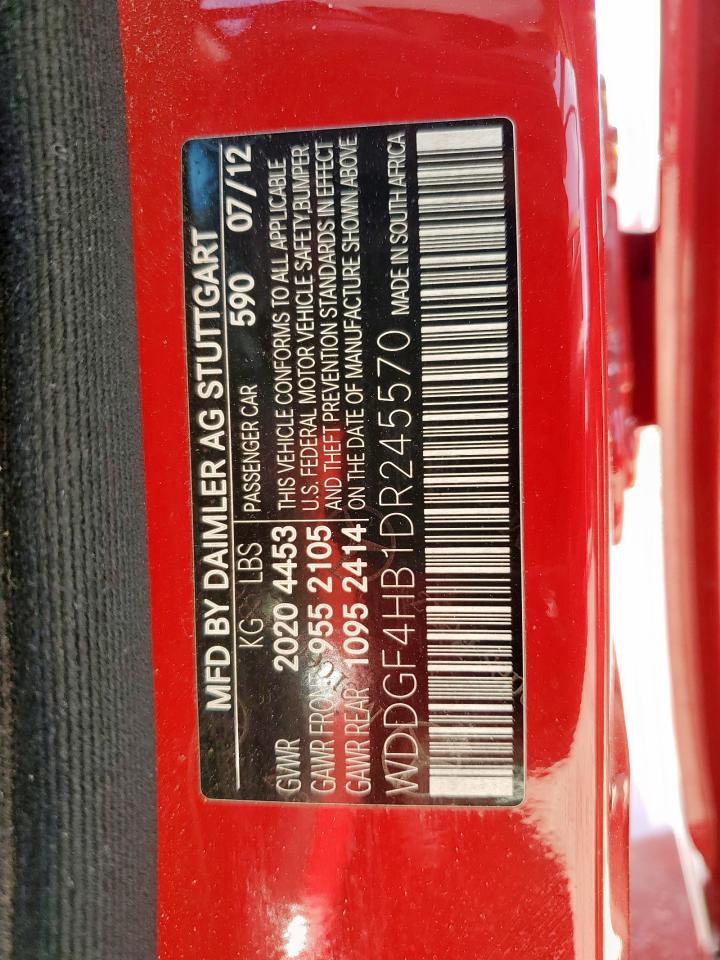 MFD BY DAIMLER AG STUTTGART
KG LBS PASSENGER CAR 590 07/12
GVWR 2020 4453 THIS VEHICLE CONFORMS TO ALL APPLICABLE
GAWR FRONT 955 2105 U.S. FEDERAL MOTOR VEHICLE SAFETY,BUMPER
GAWR REAR 1095 2414 AND THEFT PREVENTION STANDARDS IN EFFECT
ON THE DATE OF MANUFACTURE SHOWN ABOVE
WDDGF4HB1DR245570 MADE IN SOUTH AFRICA